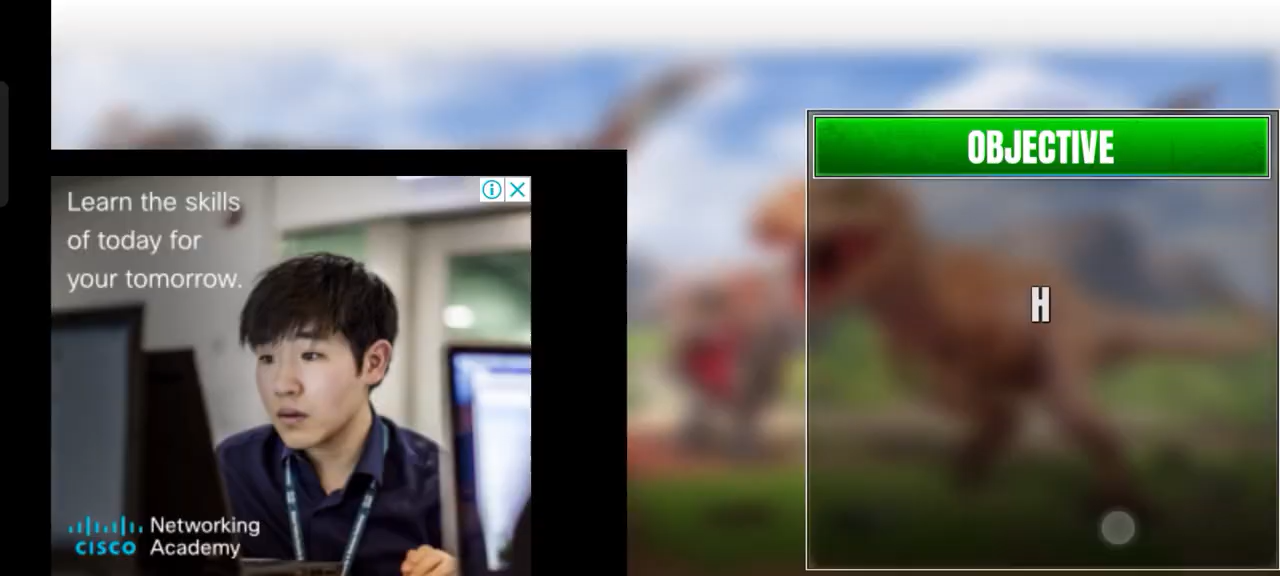 Learn the skills
of today for
your tomorrow.
CISCO Networking
Academy
OBJECTIVE
H